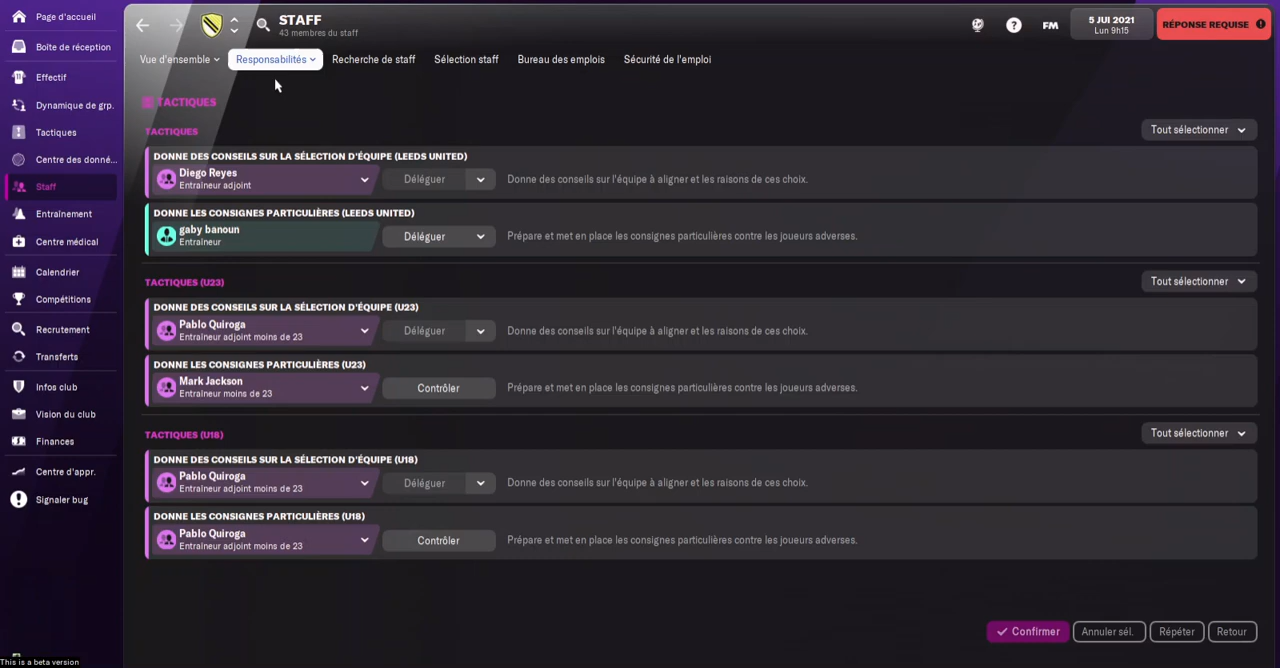 Page d'accueil
Boîte de réception
Effectif
Dynamique de grp.
Tactiques
Centre des donné...
Staff
Entraînement
Centre médical
Calendrier
Compétitions
Recrutement
Transferts
Infos club
Vision du club
Finances
Centre d'appr.
Signaler bug
This is a beta version
STAFF
43 membres du staff
FM
5 JUI 2021
Lun 9h15
RÉPONSE REQUISE
Vue d'ensemble
Responsabilités
Recherche de staff
Sélection staff
Bureau des emplois
Sécurité de l'emploi
TACTIQUES
TACTIQUES
Tout sélectionner
DONNE DES CONSEILS SUR LA SÉLECTION D'ÉQUIPE (LEEDS UNITED)
Diego Reyes
Entraîneur adjoint
Déléguer
Donne des conseils sur l'équipe à aligner et les raisons de ces choix.
DONNE LES CONSIGNES PARTICULIÈRES (LEEDS UNITED)
gaby banoun
Entraîneur
Déléguer
Prépare et met en place les consignes particulières contre les joueurs adverses.
TACTIQUES (U23)
Tout sélectionner
DONNE DES CONSEILS SUR LA SÉLECTION D'ÉQUIPE (U23)
Pablo Quiroga
Entraîneur adjoint moins de 23
Déléguer
Donne des conseils sur l'équipe à aligner et les raisons de ces choix.
DONNE LES CONSIGNES PARTICULIÈRES (U23)
Mark Jackson
Entraîneur moins de 23
Contrôler
Prépare et met en place les consignes particulières contre les joueurs adverses.
TACTIQUES (U18)
Tout sélectionner
DONNE DES CONSEILS SUR LA SÉLECTION D'ÉQUIPE (U18)
Pablo Quiroga
Entraîneur adjoint moins de 23
Déléguer
Donne des conseils sur l'équipe à aligner et les raisons de ces choix.
DONNE LES CONSIGNES PARTICULIÈRES (U18)
Pablo Quiroga
Entraîneur adjoint moins de 23
Contrôler
Prépare et met en place les consignes particulières contre les joueurs adverses.
Confirmer
Annuler sél.
Répéter
Retour